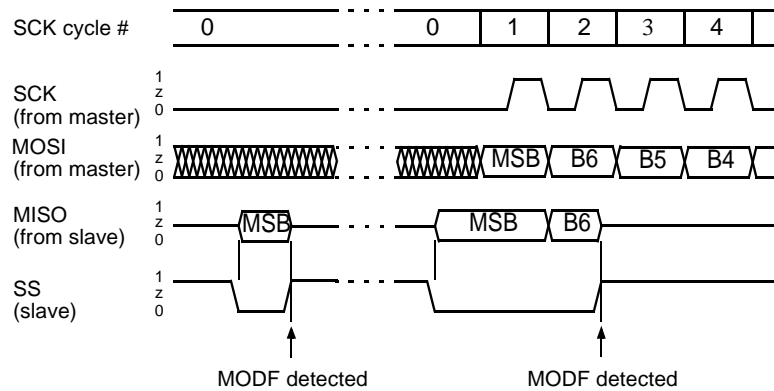 SCK cycle # 0 0 1 2 3 4
SCK
(from master)
1
z
0
MOSI
(from master)
1
z
0
MSB B6 B5 B4
MISO
(from slave)
1
z
0
MSB MSB B6
SS
(slave)
1
z
0
MODF detected MODF detected